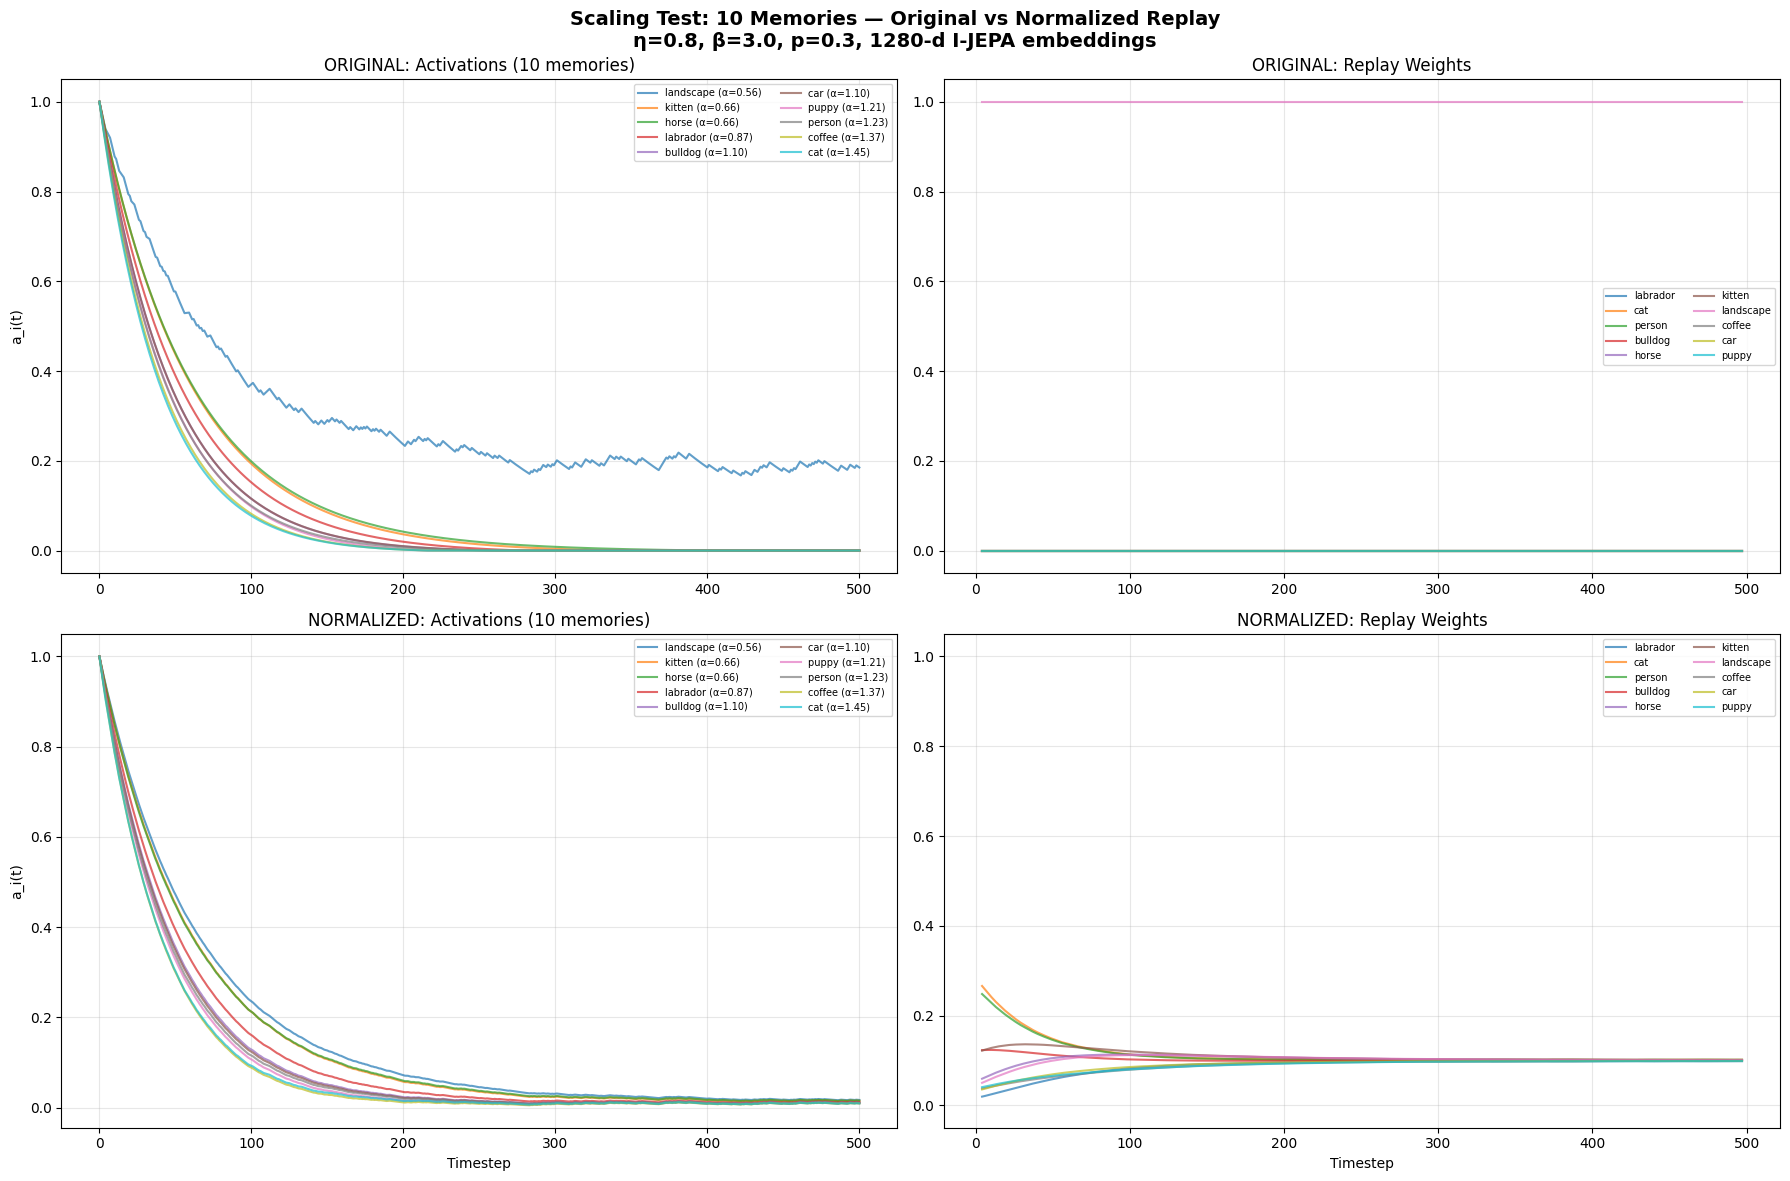 Scaling Test: 10 Memories — Original vs Normalized Replay
η=0.8, β=3.0, p=0.3, 1280-d I-JEPA embeddings
ORIGINAL: Activations (10 memories)
a_i(t)
1.0
0.8
0.6
0.4
0.2
0.0
0
100
200
300
400
500
landscape (α=0.56)
kitten (α=0.66)
horse (α=0.66)
labrador (α=0.87)
bulldog (α=1.10)
car (α=1.10)
puppy (α=1.21)
person (α=1.23)
coffee (α=1.37)
cat (α=1.45)
ORIGINAL: Replay Weights
1.0
0.8
0.6
0.4
0.2
0.0
0
100
200
300
400
500
labrador
cat
person
bulldog
horse
kitten
landscape
coffee
car
puppy
NORMALIZED: Activations (10 memories)
a_i(t)
1.0
0.8
0.6
0.4
0.2
0.0
0
100
200
300
400
500
Timestep
landscape (α=0.56)
kitten (α=0.66)
horse (α=0.66)
labrador (α=0.87)
bulldog (α=1.10)
car (α=1.10)
puppy (α=1.21)
person (α=1.23)
coffee (α=1.37)
cat (α=1.45)
NORMALIZED: Replay Weights
1.0
0.8
0.6
0.4
0.2
0.0
0
100
200
300
400
500
Timestep
labrador
cat
person
bulldog
horse
kitten
landscape
coffee
car
puppy